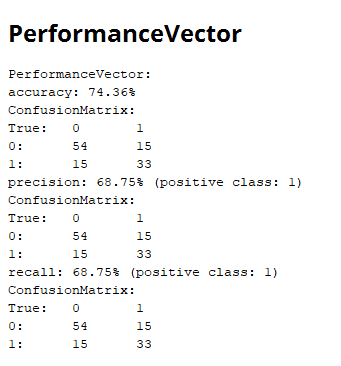 PerformanceVector
PerformanceVector:
accuracy: 74.36%
ConfusionMatrix:
True: 0 1
0: 54 15
1: 15 33
precision: 68.75% (positive class: 1)
ConfusionMatrix:
True: 0 1
0: 54 15
1: 15 33
recall: 68.75% (positive class: 1)
ConfusionMatrix:
True: 0 1
0: 54 15
1: 15 33